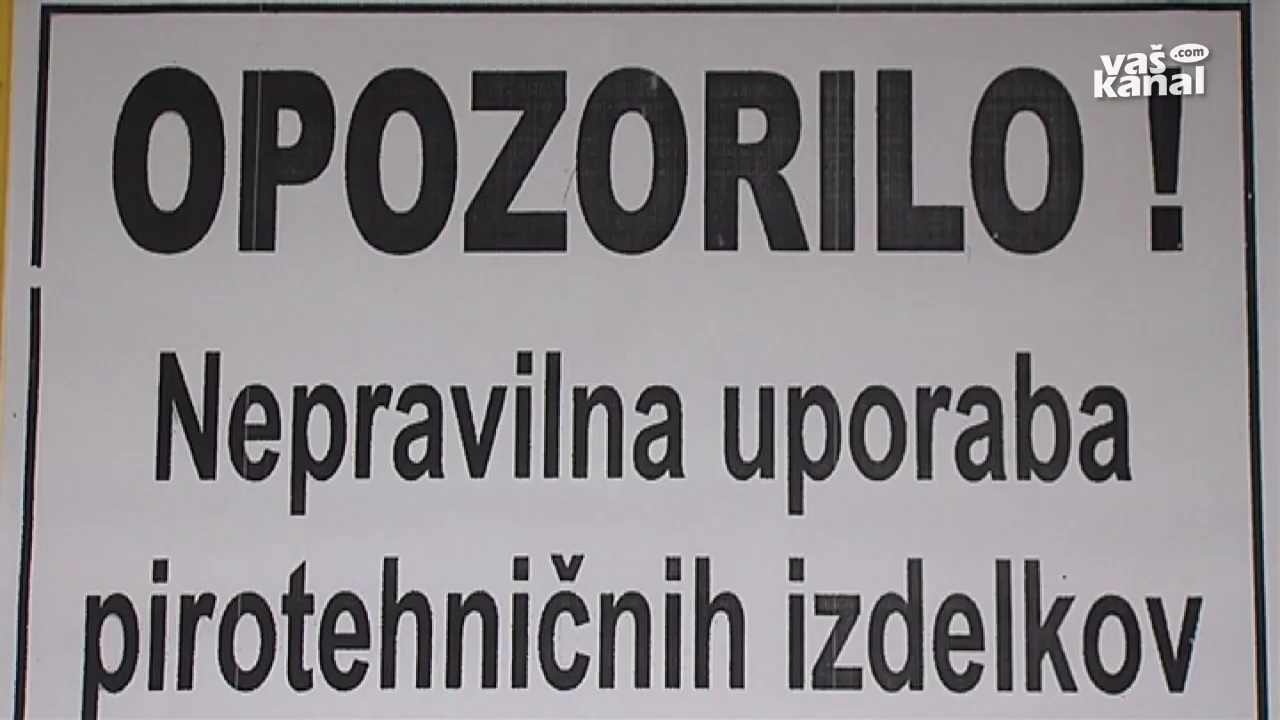 vaš.com
kanal
OPOZORILO !
Nepravilna uporaba
pirotehničnih izdelkov